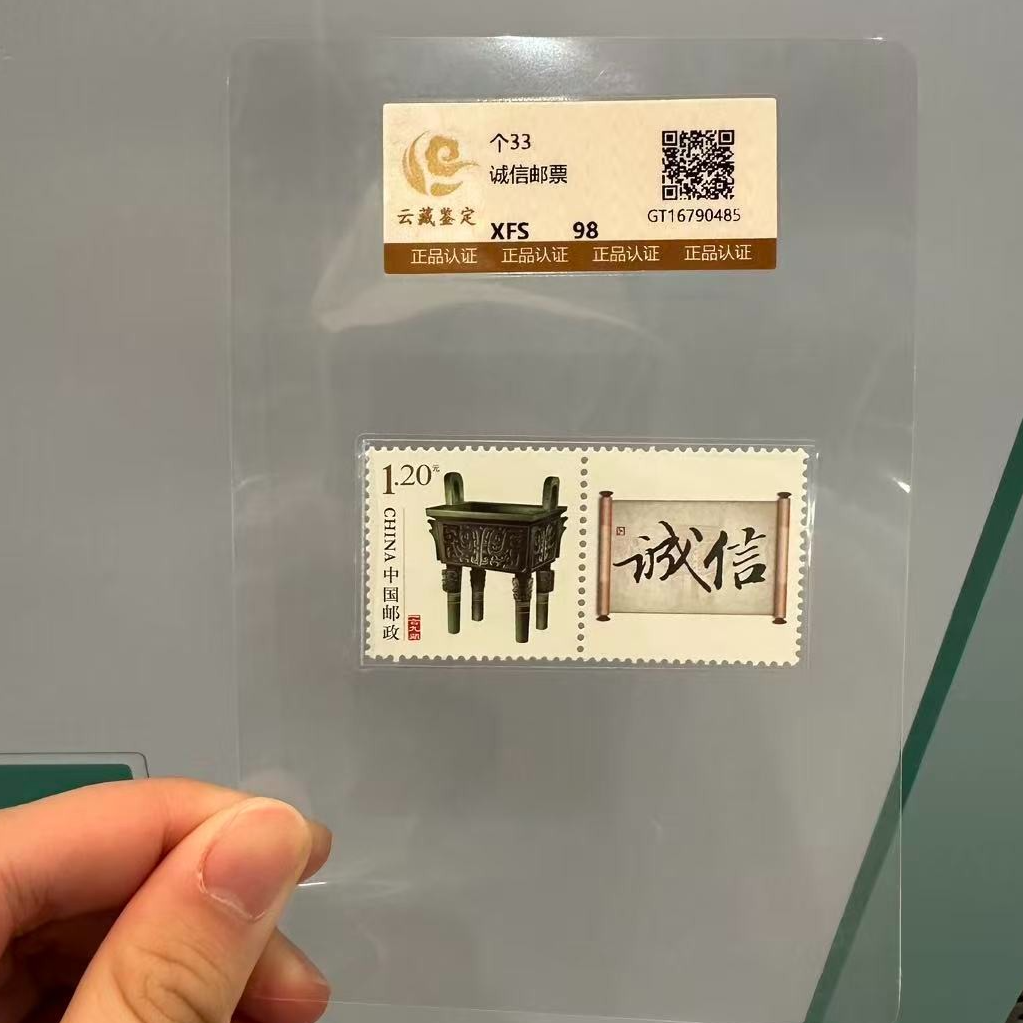 个33
诚信邮票
云藏鉴定
XFS 98
GT16790485
正品认证 正品认证 正品认证 正品认证
1.20元
CHINA 中国邮政
诚信